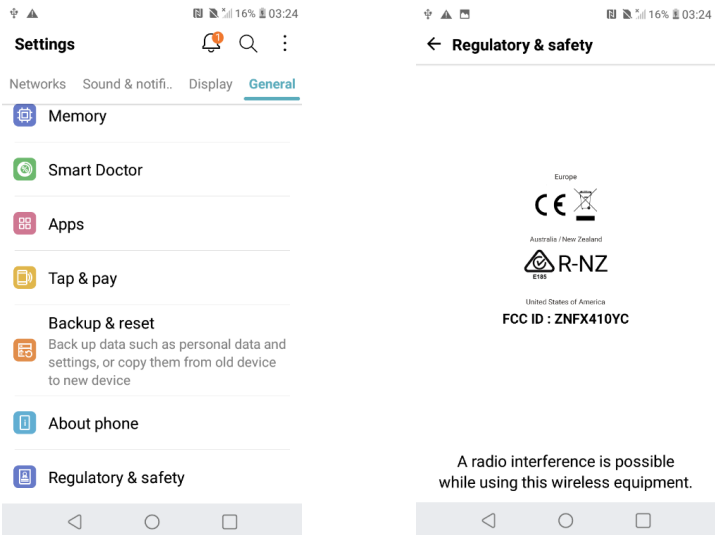 16% 03:24
Settings
1
Networks Sound & notifi.. Display General
Memory
Smart Doctor
Apps
Tap & pay
Backup & reset
Back up data such as personal data and
settings, or copy them from old device
to new device
About phone
Regulatory & safety
16% 03:24
Regulatory & safety
Europe
CE
Australia / New Zealand
R-NZ
E185
United States of America
FCC ID : ZNFX410YC
A radio interference is possible
while using this wireless equipment.